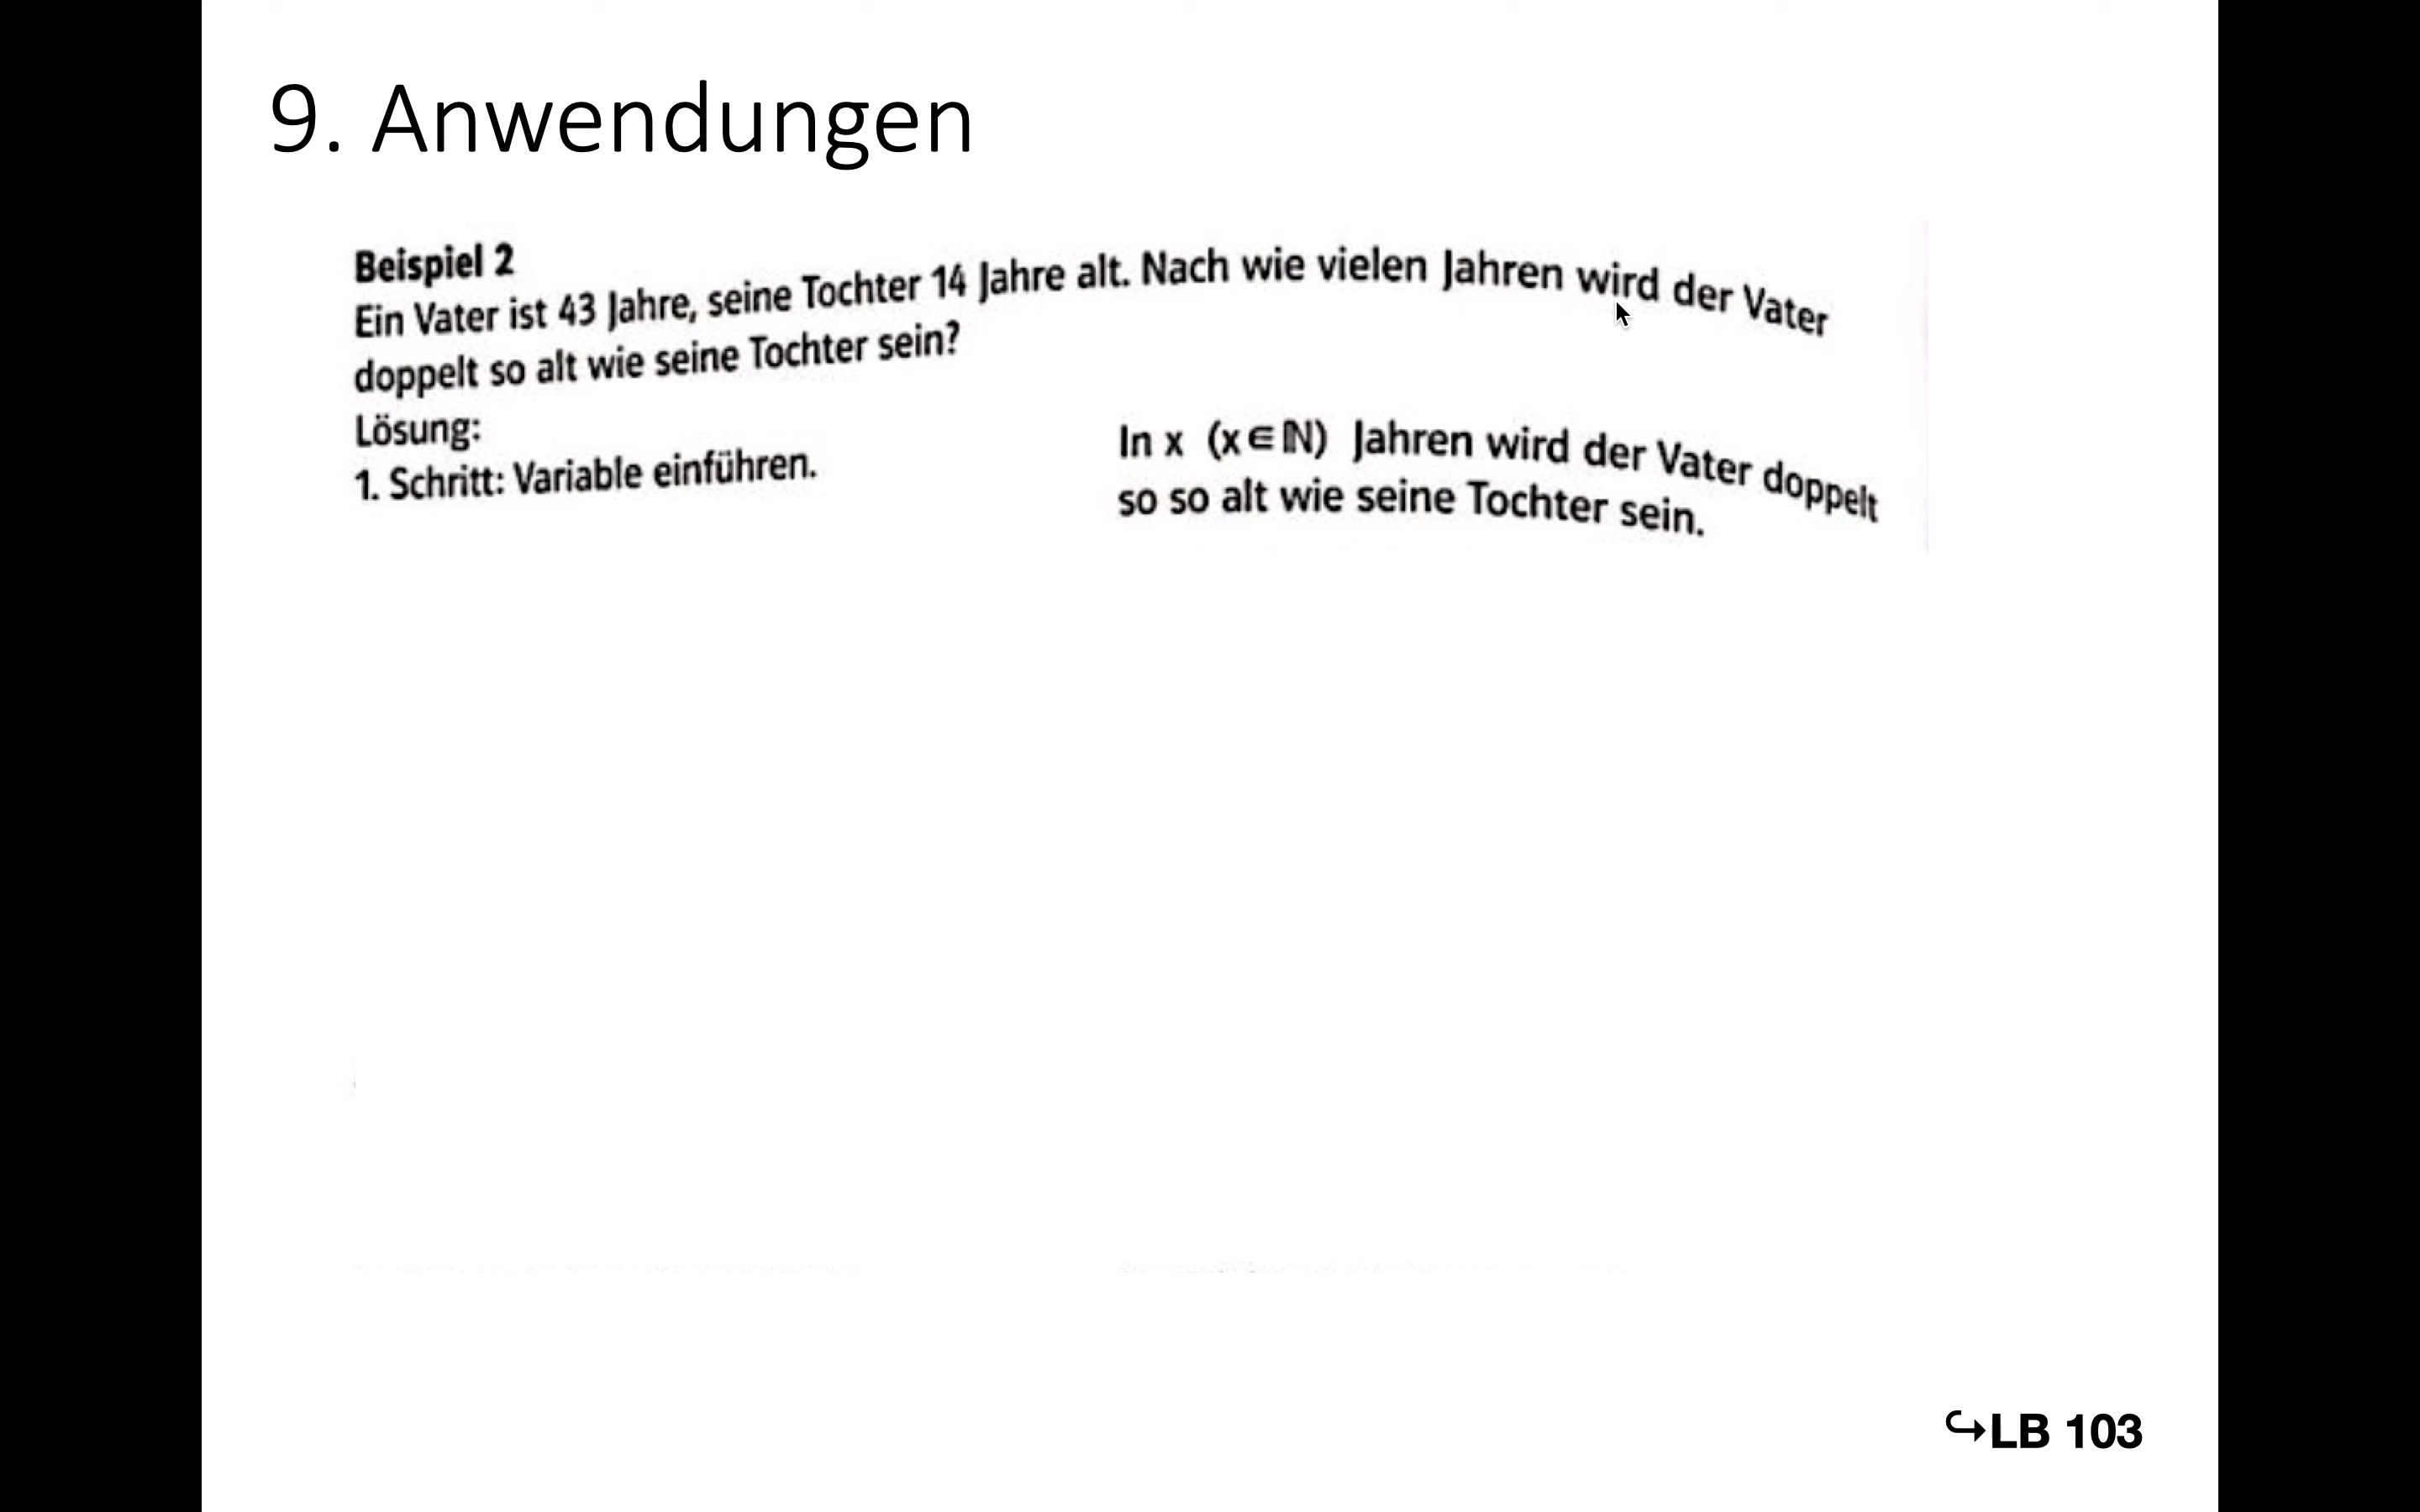 9. Anwendungen
Beispiel 2
Ein Vater ist 43 Jahre, seine Tochter 14 Jahre alt. Nach wie vielen Jahren wird der Vater
doppelt so alt wie seine Tochter sein?
Lösung:
1. Schritt: Variable einführen.
In x (x∈ℕ) Jahren wird der Vater doppelt
so so alt wie seine Tochter sein.
↪LB 103